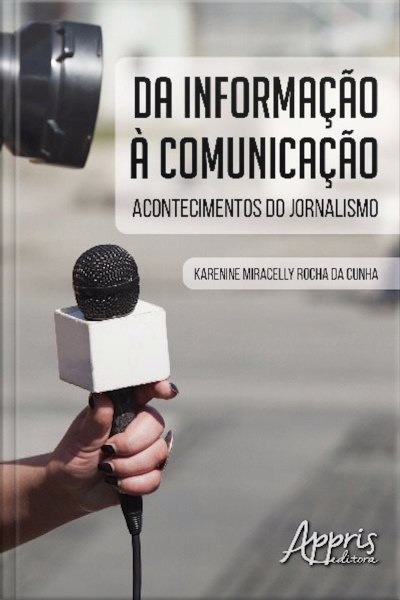 DA INFORMAÇÃO
À COMUNICAÇÃO
ACONTECIMENTOS DO JORNALISMO
KARENINE MIRACELLY ROCHA DA CUNHA
Appris
editora